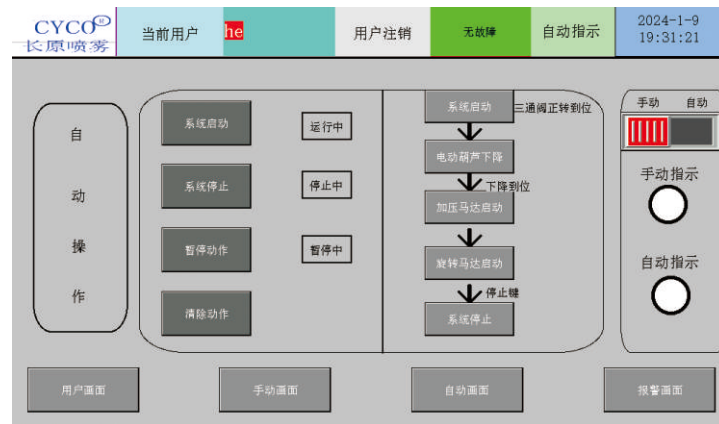 CYCO®
长原喷雾
当前用户
he
用户注销
无故障
自动指示
2024-1-9
19:31:21
自
动
操
作
系统启动
运行中
系统停止
停止中
暂停动作
暂停中
清除动作
系统启动
三通阀正转到位
电动葫芦下降
下降到位
加压马达启动
旋转马达启动
停止键
系统停止
手动 自动
手动指示
自动指示
用户画面
手动画面
自动画面
报警画面